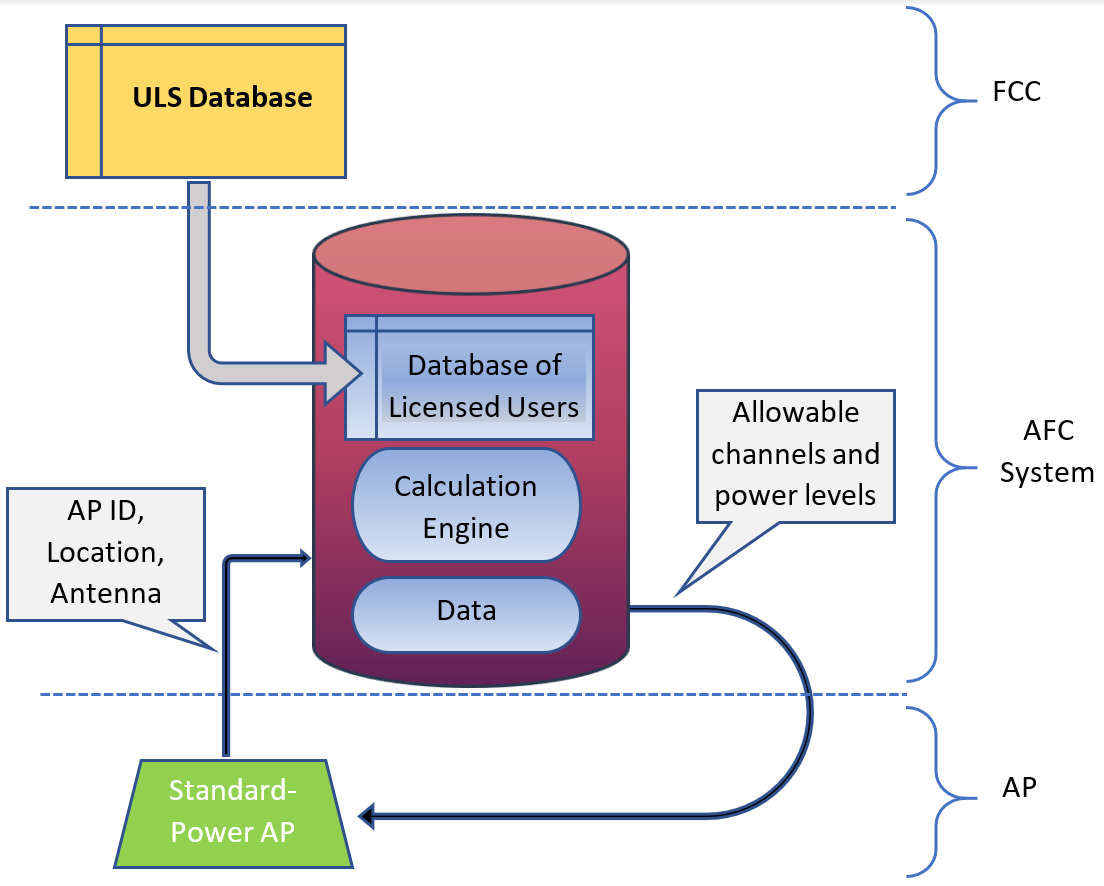 ULS Database
FCC
Database of
Licensed Users
Allowable
channels and
power levels
AFC
System
Calculation
Engine
AP ID,
Location,
Antenna
Data
Standard-
Power AP
AP